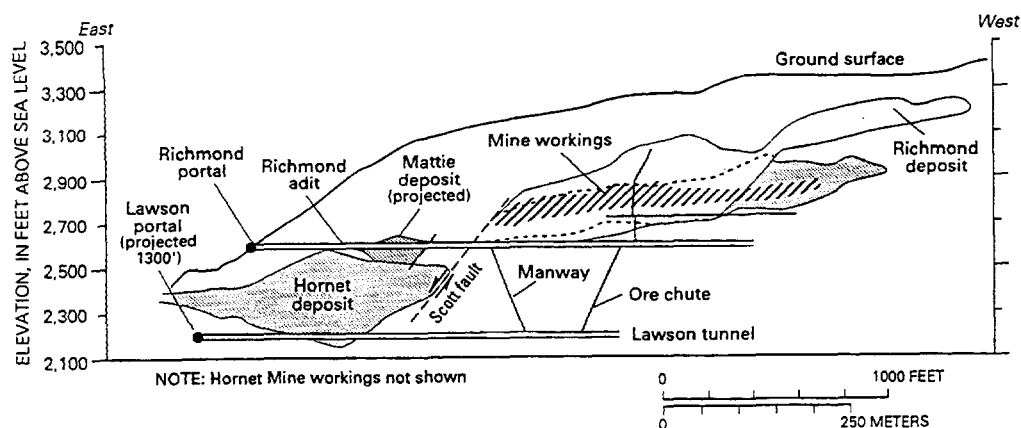 East
West
ELEVATION, IN FEET ABOVE SEA LEVEL
3,500
3,300
3,100
2,900
2,700
2,500
2,300
2,100
Ground surface
Mine workings
Richmond
deposit
Richmond
portal
Richmond
adit
Mattie
deposit
(projected)
Lawson
portal
(projected
1300')
Hornet
deposit
Scott fault
Manway
Ore chute
Lawson tunnel
NOTE: Hornet Mine workings not shown
0
1000 FEET
0
250 METERS